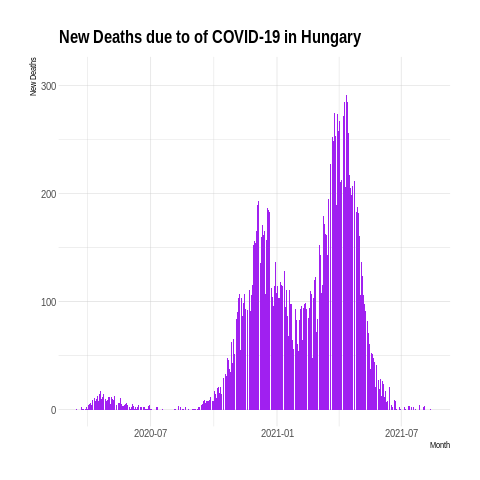 New Deaths due to of COVID-19 in Hungary
New Deaths
300
200
100
0
2020-07
2021-01
2021-07
Month